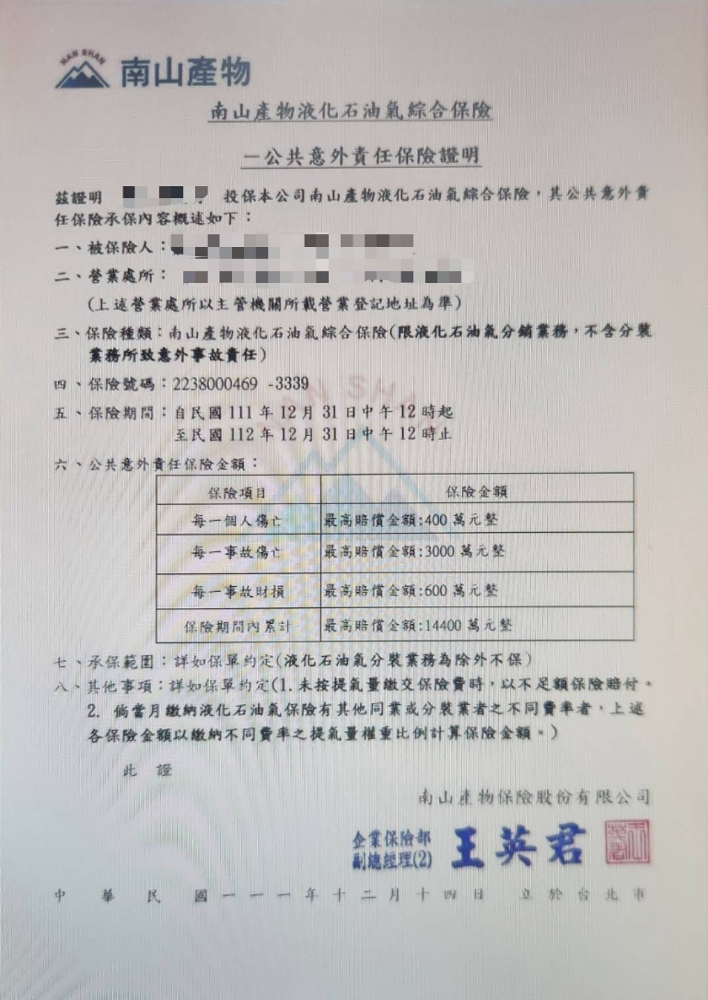 NAN SHAN
南山產物
南山產物液化石油氣綜合保險
－公共意外責任保險證明
茲證明 投保本公司南山產物液化石油氣綜合保險，其公共意外責
任保險承保內容概述如下：
一、被保險人：
二、營業處所：
(上述營業處所以主管機關所載營業登記地址為準)
三、保險種類：南山產物液化石油氣綜合保險(限液化石油氣分銷業務，不含分裝
業務所致意外事故責任)
四、保險號碼：2238000469 -3339
五、保險期間：自民國 111 年 12 月 31 日中午 12 時起
至民國 112 年 12 月 31 日中午 12 時止
六、公共意外責任保險金額：
保險項目 保險金額
每一個人傷亡 最高賠償金額:400 萬元整
每一事故傷亡 最高賠償金額:3000 萬元整
每一事故財損 最高賠償金額:600 萬元整
保險期間內累計 最高賠償金額:14400 萬元整
七、承保範圍：詳如保單約定(液化石油氣分裝業務為除外不保)
八、其他事項：詳如保單約定(1.未按提氣量繳交保險費時，以不足額保險賠付。
2. 倘當月繳納液化石油氣保險有其他同業或分裝業者之不同費率者，上述
各保險金額以繳納不同費率之提氣量權重比例計算保險金額。)
此 證
南山產物保險股份有限公司
企業保險部
副總經理(2) 王英君
中 華 民 國 一 一 一 年 十 二 月 十 四 日 立 於 台 北 市